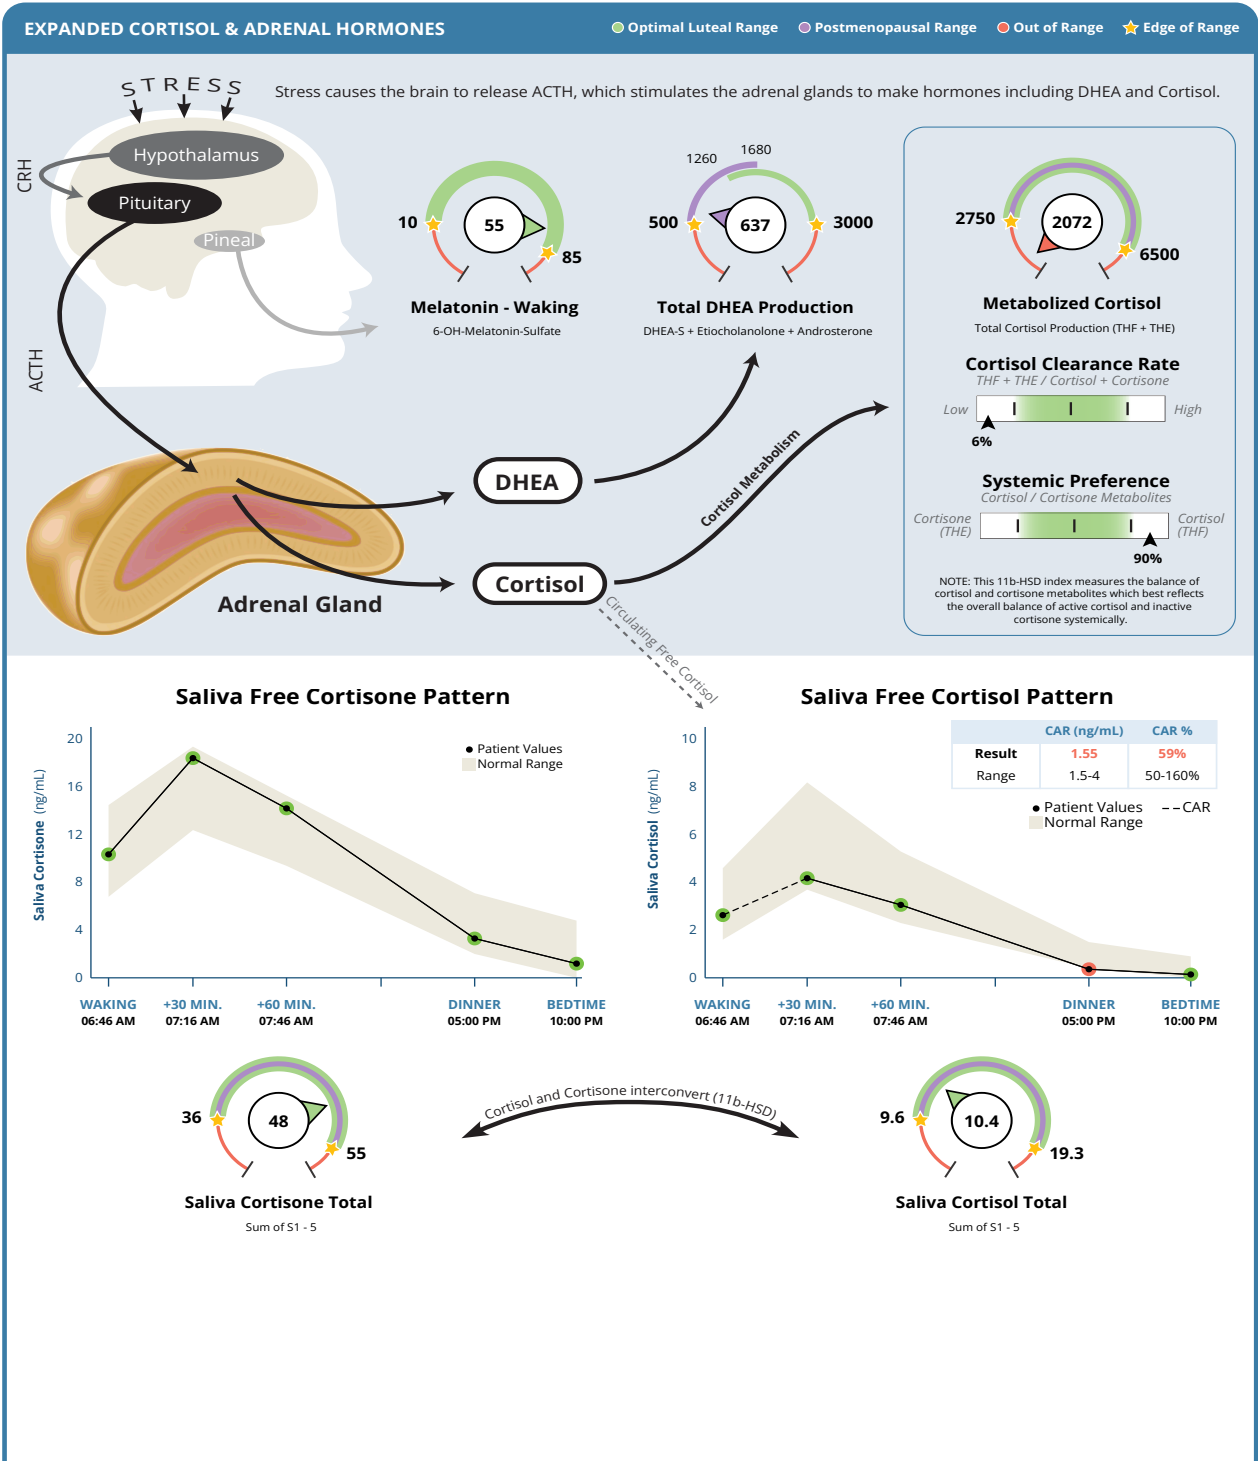 EXPANDED CORTISOL & ADRENAL HORMONES
Optimal Luteal Range Postmenopausal Range Out of Range Edge of Range
STRESS
Stress causes the brain to release ACTH, which stimulates the adrenal glands to make hormones including DHEA and Cortisol.
CRH
Hypothalamus
Pituitary
Pineal
ACTH
10
55
85
Melatonin - Waking
6-OH-Melatonin-Sulfate
1260
1680
500
637
3000
Total DHEA Production
DHEA-S + Etiocholanolone + Androsterone
2750
2072
6500
Metabolized Cortisol
Total Cortisol Production (THF + THE)
Cortisol Clearance Rate
THF + THE / Cortisol + Cortisone
Low
High
6%
Systemic Preference
Cortisol / Cortisone Metabolites
Cortisone
(THE)
Cortisol
(THF)
90%
NOTE: This 11b-HSD index measures the balance of
cortisol and cortisone metabolites which best reflects
the overall balance of active cortisol and inactive
cortisone systemically.
DHEA
Cortisol
Cortisol Metabolism
Adrenal Gland
Circulating Free Cortisol
Saliva Free Cortisone Pattern
Saliva Cortisone (ng/mL)
20
16
12
8
4
0
Patient Values
Normal Range
WAKING +30 MIN. +60 MIN. DINNER BEDTIME
06:46 AM 07:16 AM 07:46 AM 05:00 PM 10:00 PM
Saliva Free Cortisol Pattern
Saliva Cortisol (ng/mL)
10
8
6
4
2
0
CAR (ng/mL) CAR %
Result 1.55 59%
Range 1.5-4 50-160%
Patient Values CAR
Normal Range
WAKING +30 MIN. +60 MIN. DINNER BEDTIME
06:46 AM 07:16 AM 07:46 AM 05:00 PM 10:00 PM
36
48
55
Saliva Cortisone Total
Sum of S1 - 5
Cortisol and Cortisone interconvert (11b-HSD)
9.6
10.4
19.3
Saliva Cortisol Total
Sum of S1 - 5